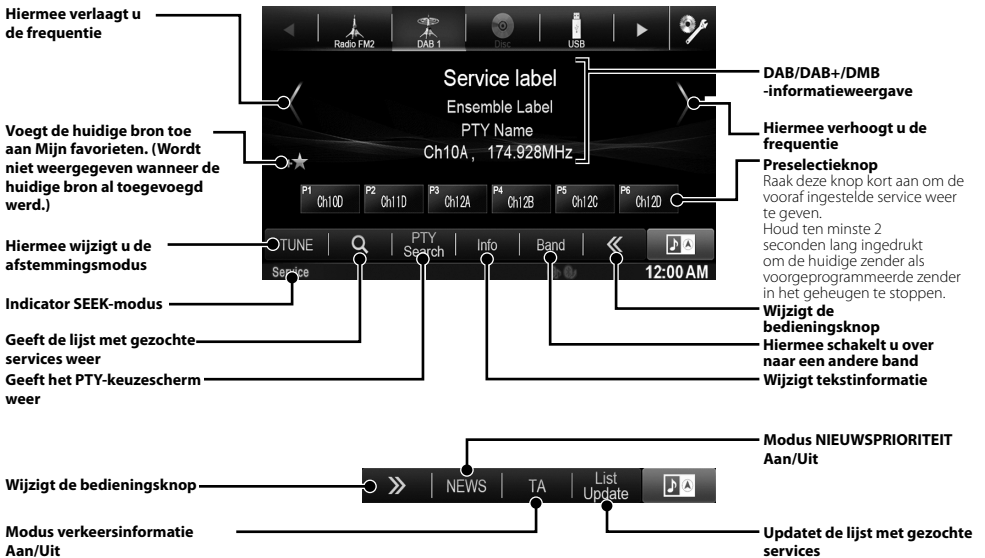 Hiermee verlaagt u
de frequentie
Voegt de huidige bron toe
aan Mijn favorieten. (Wordt
niet weergegeven wanneer de
huidige bron al toegevoegd
werd.)
Hiermee wijzigt u de
afstemmingsmodus
Indicator SEEK-modus
Geeft de lijst met gezochte
services weer
Geeft het PTY-keuzescherm
weer
Radio FM2
DAB 1
Disc
USB
Service label
Ensemble Label
PTY Name
Ch10A , 174.928MHz
P1 Ch10D
P2 Ch11D
P3 Ch12A
P4 Ch12B
P5 Ch12C
P6 Ch12D
TUNE
PTY
Search
Info
Band
Service
12:00 AM
DAB/DAB+/DMB
-informatieweergave
Hiermee verhoogt u de
frequentie
Preselectieknop
Raak deze knop kort aan om de
vooraf ingestelde service weer
te geven.
Houd ten minste 2
seconden lang ingedrukt
om de huidige zender als
voorgeprogrammeerde zender
in het geheugen te stoppen.
Wijzigt de
bedieningsknop
Hiermee schakelt u over
naar een andere band
Wijzigt tekstinformatie
Modus NIEUWSPRIORITEIT
Aan/Uit
Wijzigt de bedieningsknop
NEWS
TA
List
Update
Modus verkeersinformatie
Aan/Uit
Updatet de lijst met gezochte
services